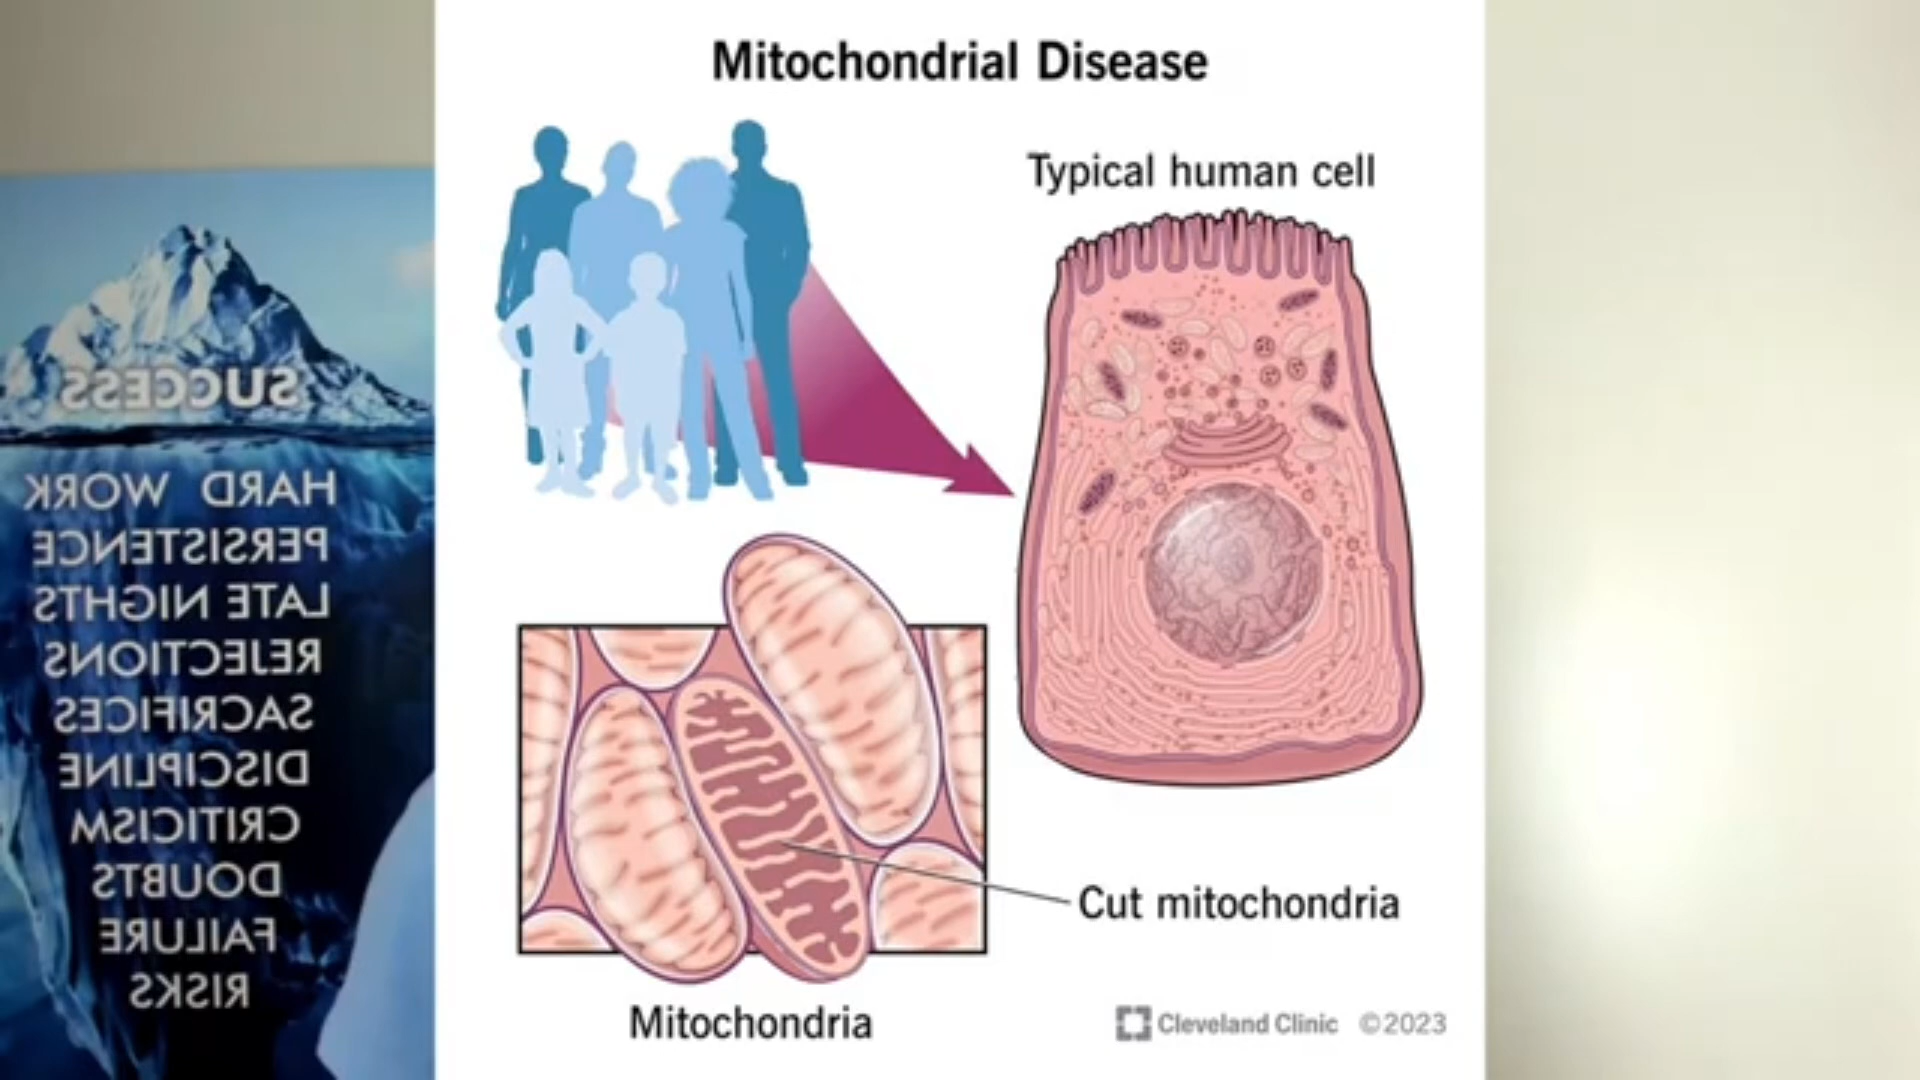 Mitochondrial Disease
Typical human cell
Cut mitochondria
Mitochondria
Cleveland Clinic ©2023
SUCCESS
HARD WORK
PERSISTENCE
LATE NIGHTS
REJECTIONS
SACRIFICES
DISCIPLINE
CRITICISM
DOUBTS
FAILURE
RISKS